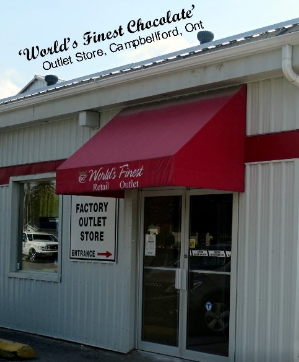 'World's Finest Chocolate'
Outlet Store, Campbellford, Ont
World's Finest
Retail Outlet
FACTORY
OUTLET
STORE
ENTRANCE